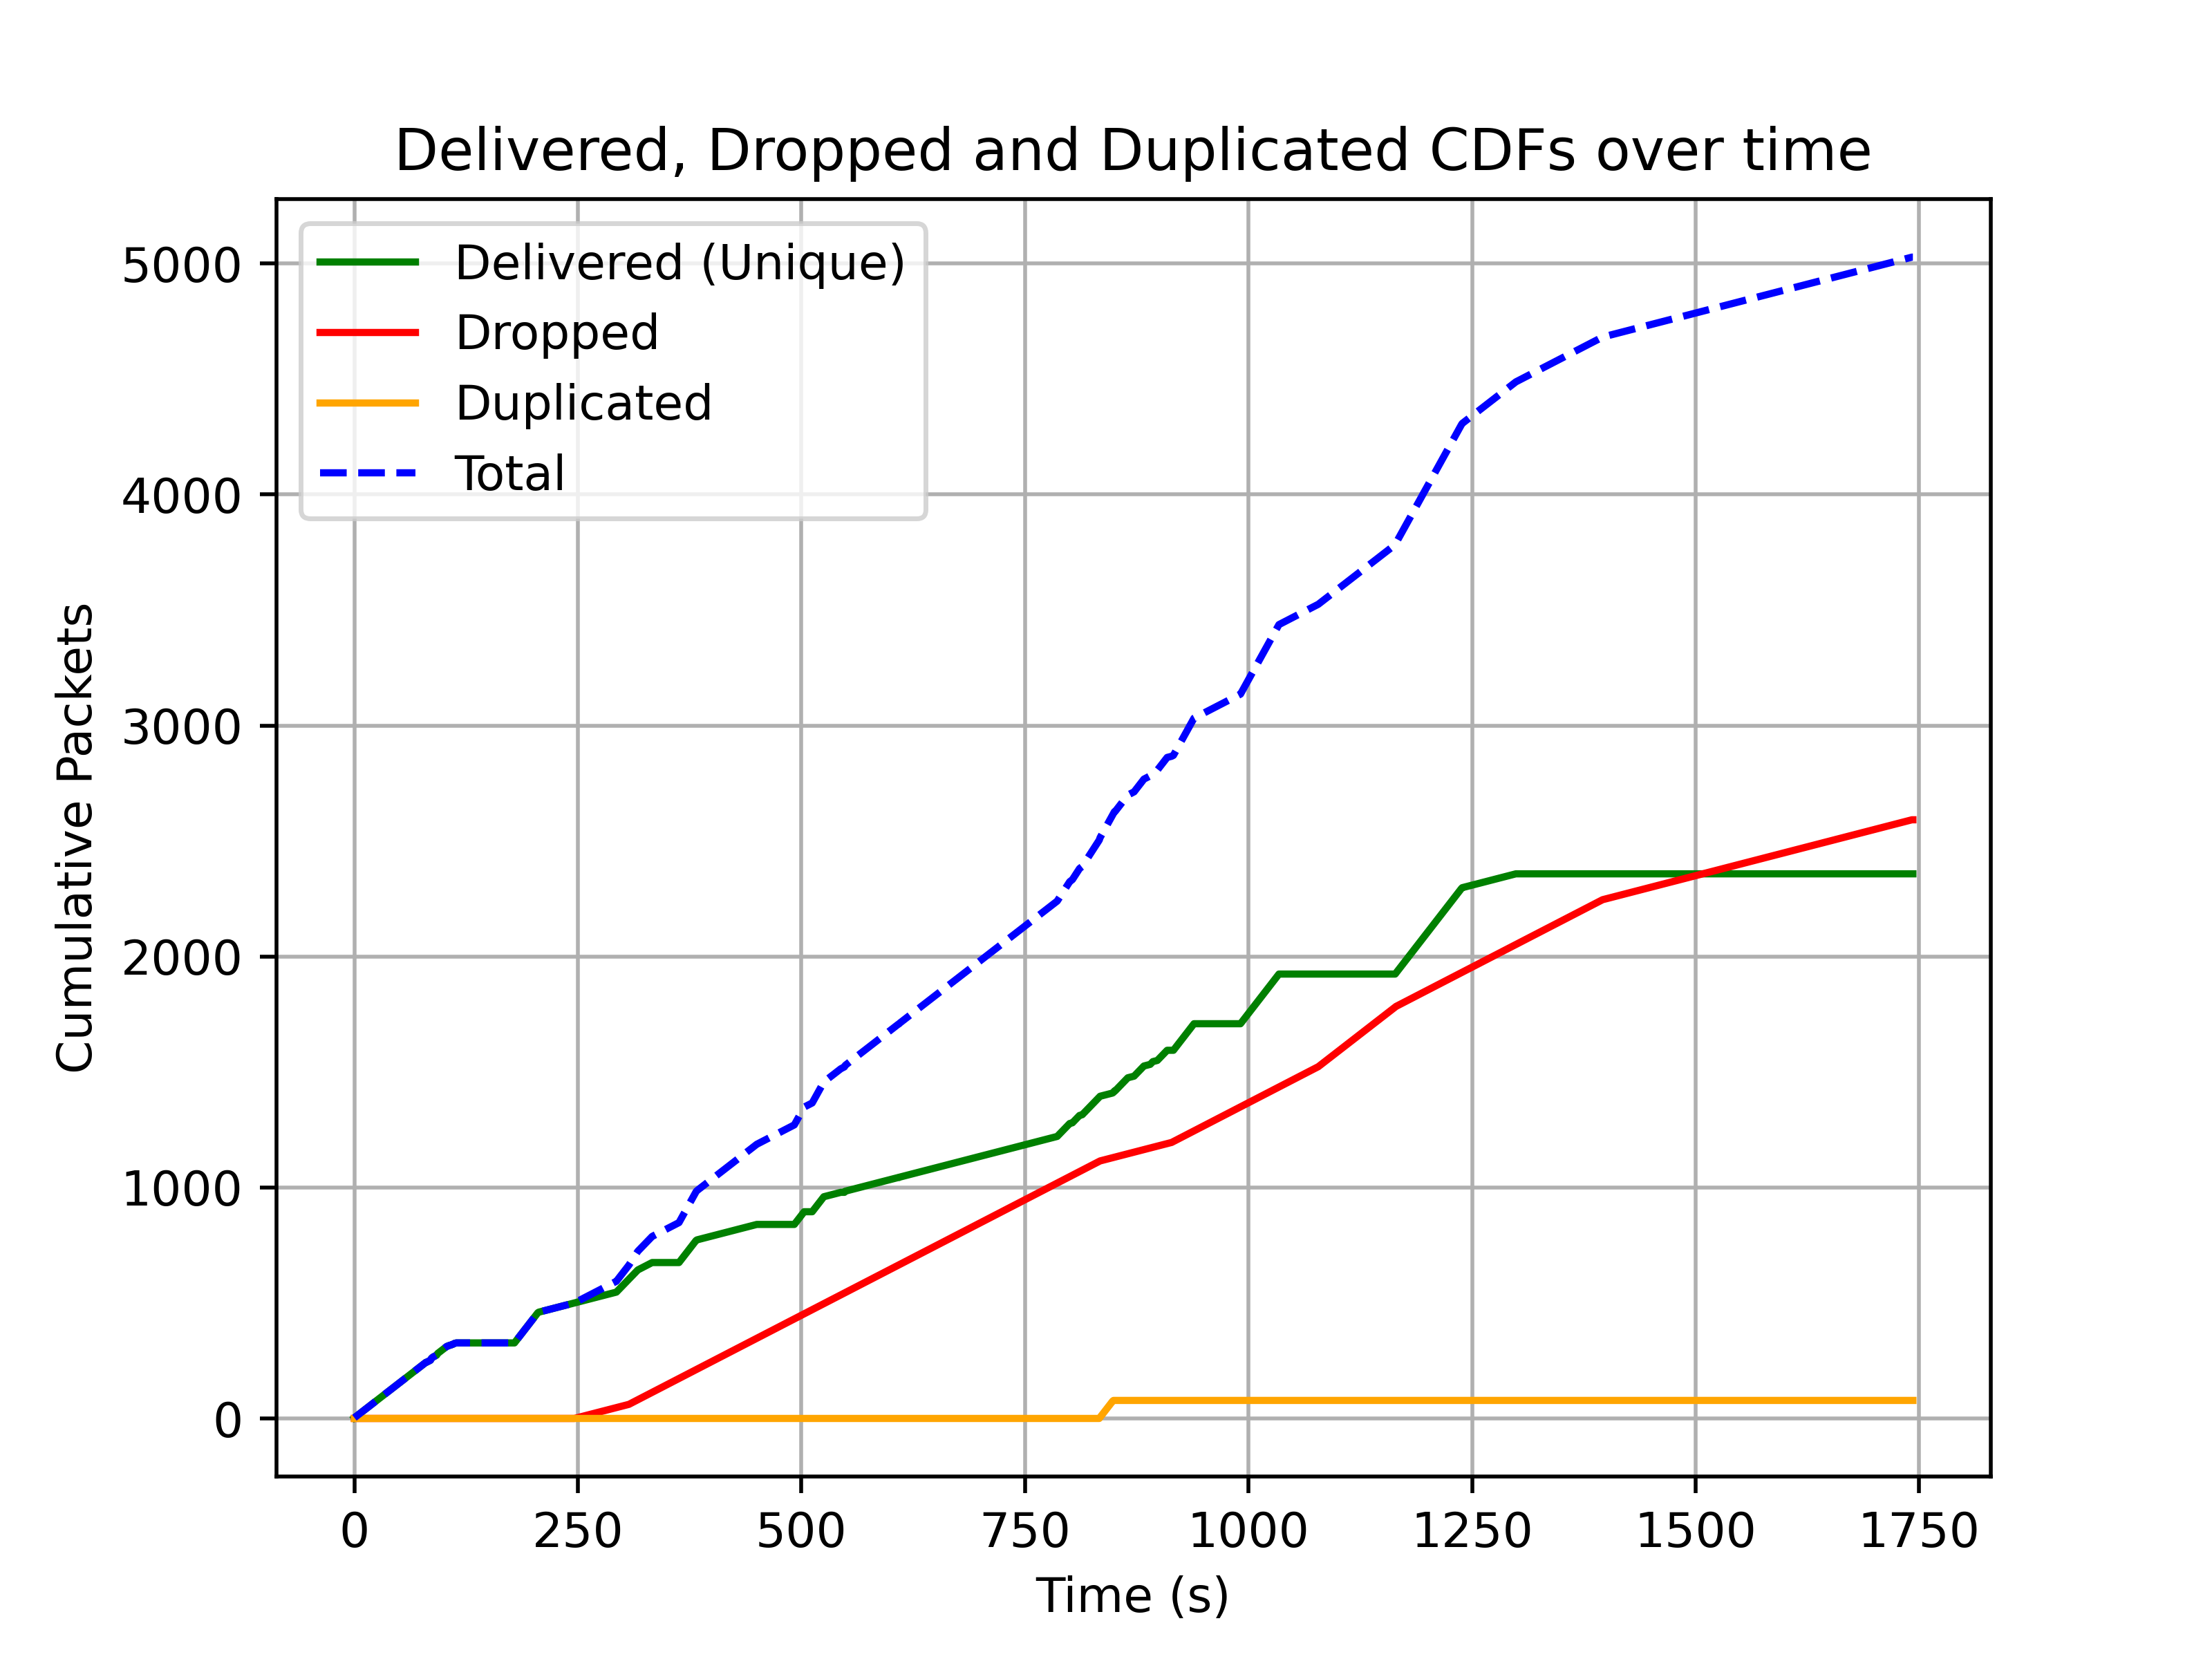 Delivered, Dropped and Duplicated CDFs over time
Delivered (Unique)
Dropped
Duplicated
Total
Cumulative Packets
5000
4000
3000
2000
1000
0
0 250 500 750 1000 1250 1500 1750
Time (s)